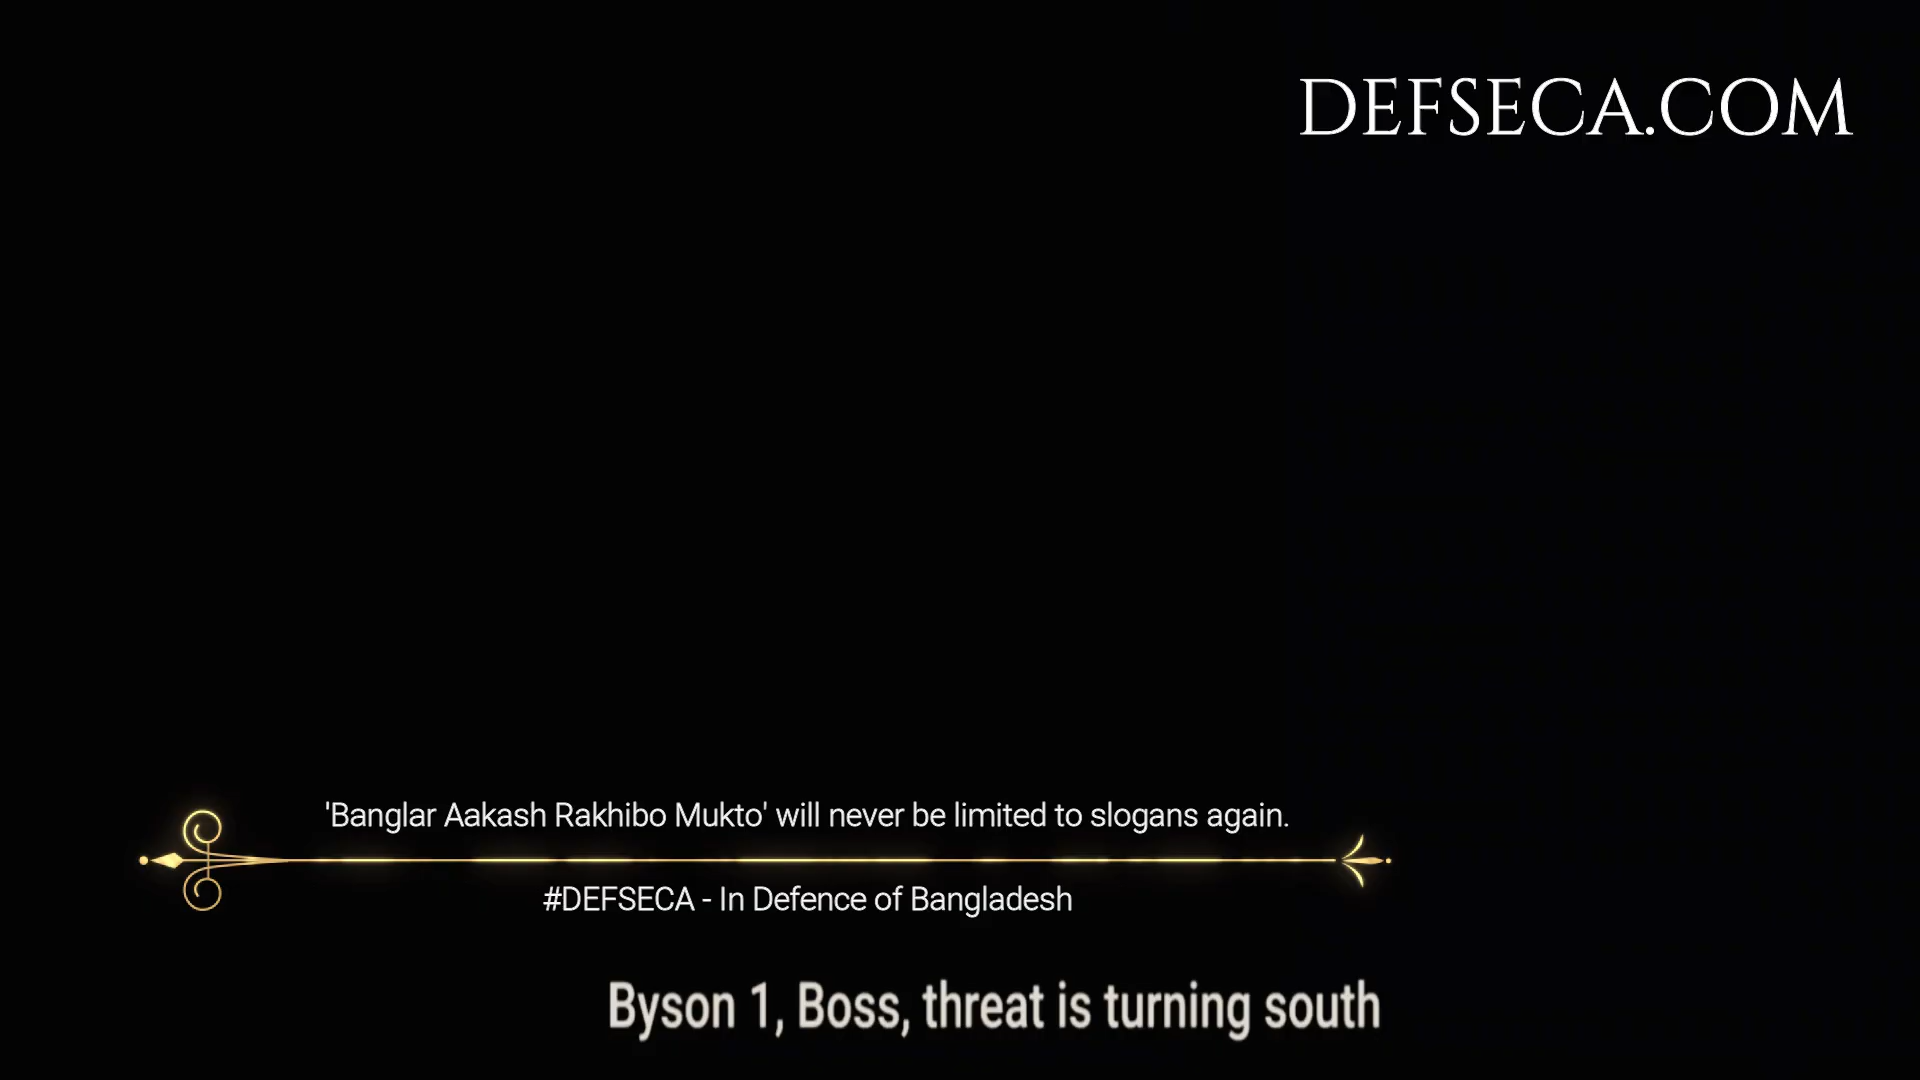 DEFSECA.COM
'Banglar Aakash Rakhibo Mukto' will never be limited to slogans again.
#DEFSECA - In Defence of Bangladesh
Byson 1, Boss, threat is turning south